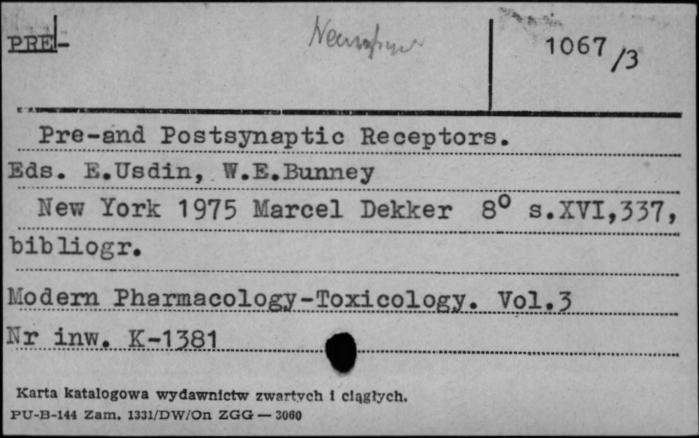 PRE-
1067/3
Pre-and Postsynaptic Receptors.
Eds. E.Usdin, W.E.Bunney
New York 1975 Marcel Dekker 8° s.XVI,337,
bibliogr.
Modern Pharmacology-Toxicology. Vol.3
Nr inw. K-1381
Karta katalogowa wydawnictw zwartych i ciągłych.
PU-B-144 Zam. 1331/DW/On ZGG — 3060